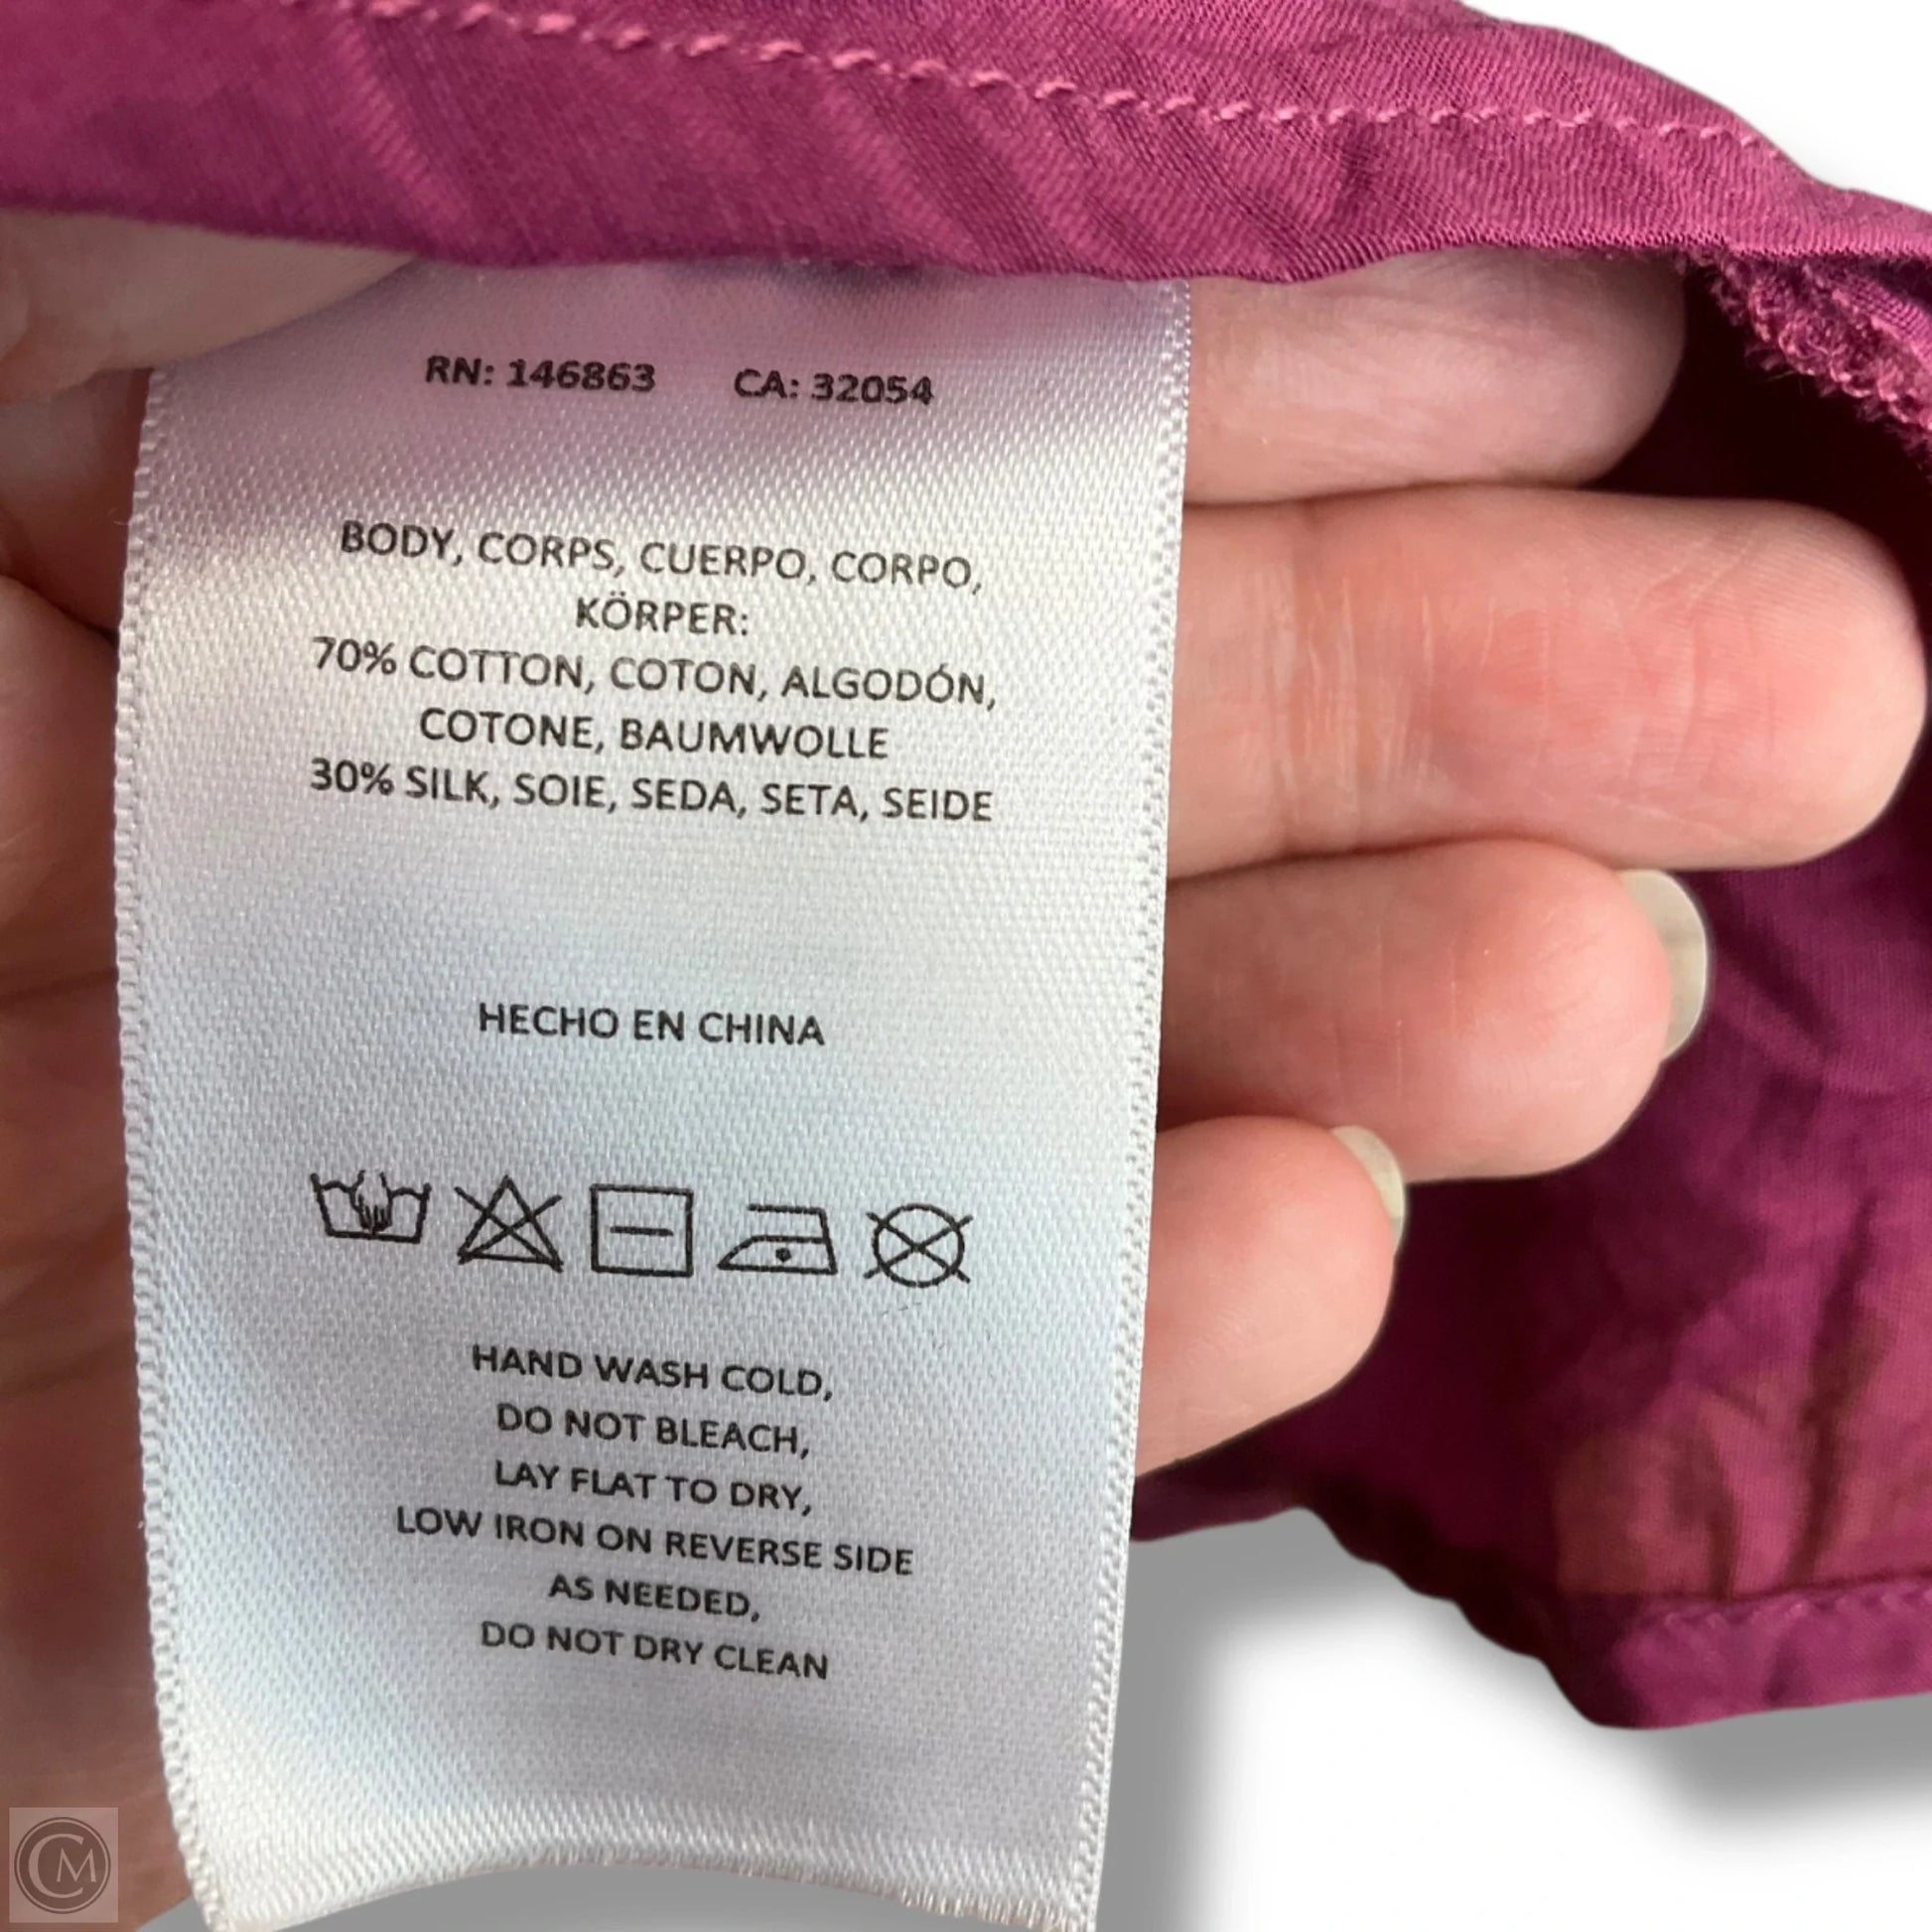 RN: 146863 CA: 32054
BODY, CORPS, CUERPO, CORPO,
KÖRPER:
70% COTTON, COTON, ALGODÓN,
COTONE, BAUMWOLLE
30% SILK, SOIE, SEDA, SETA, SEIDE
HECHO EN CHINA
HAND WASH COLD,
DO NOT BLEACH,
LAY FLAT TO DRY,
LOW IRON ON REVERSE SIDE
AS NEEDED,
DO NOT DRY CLEAN
CM